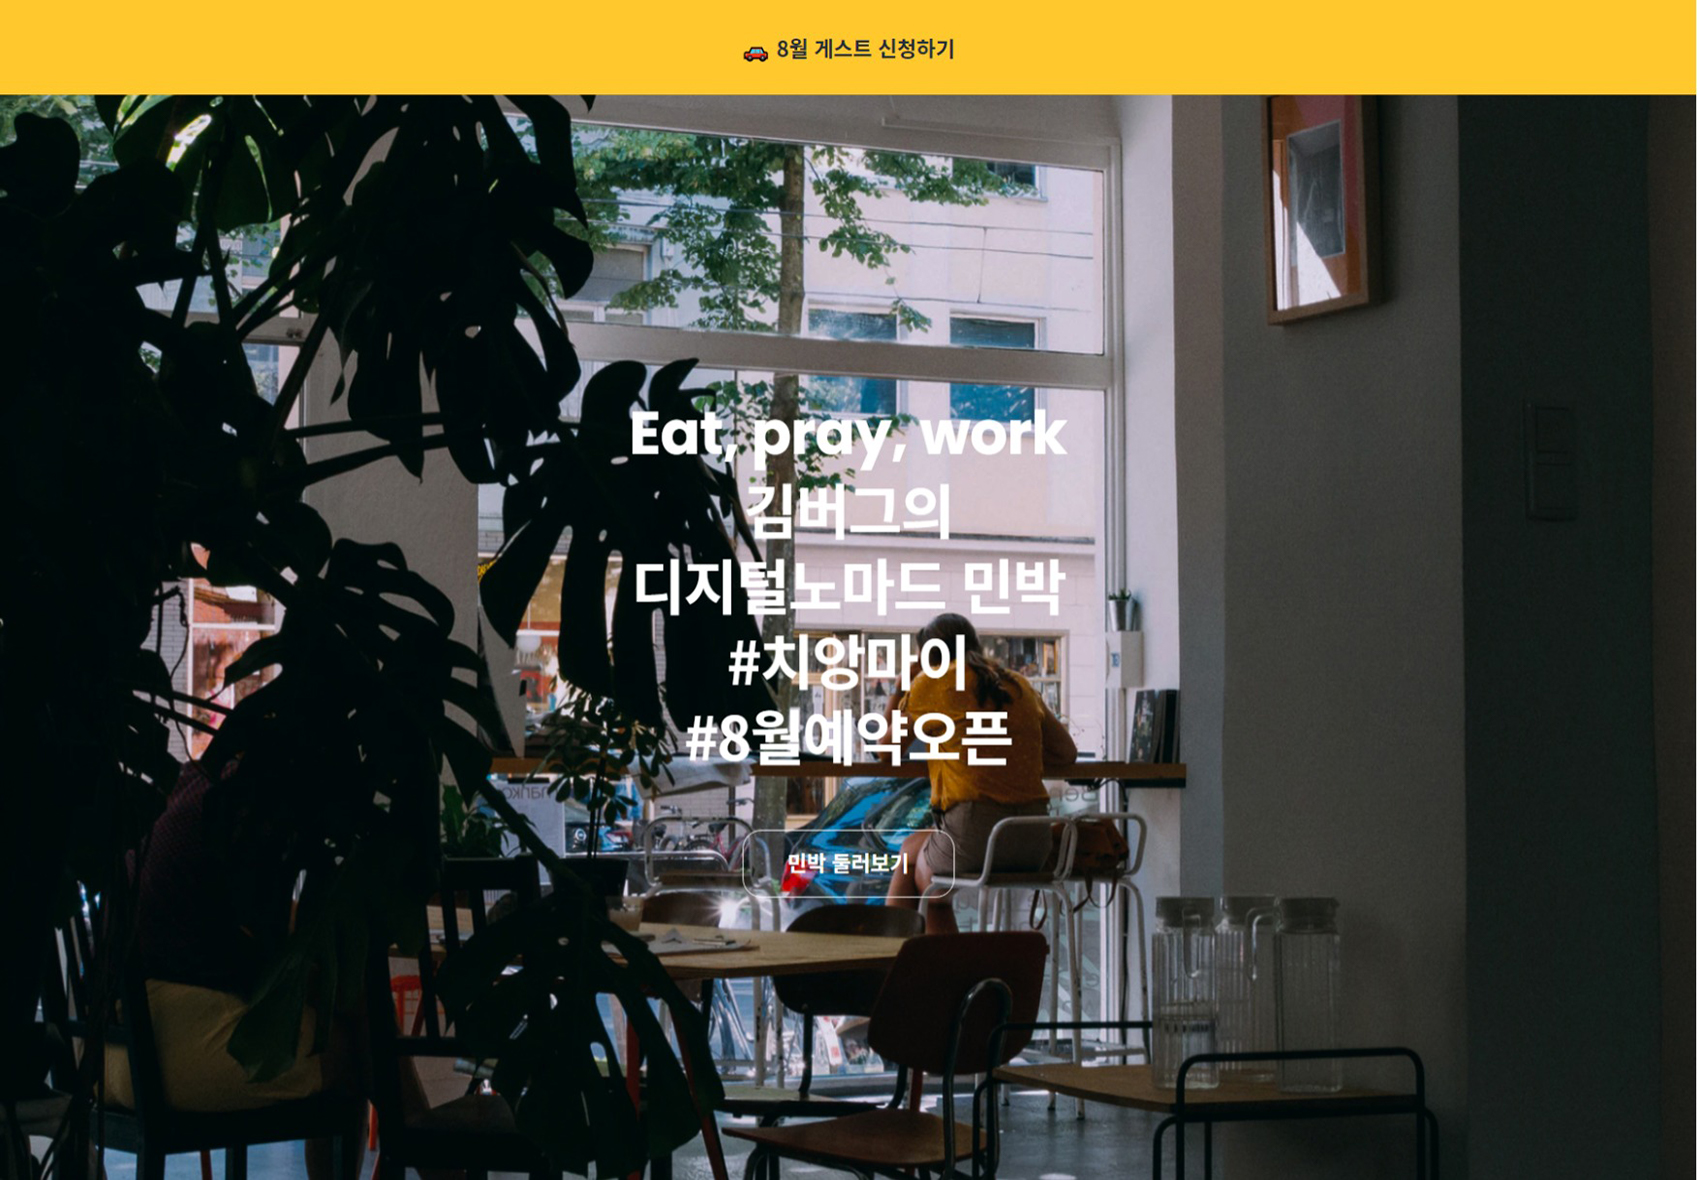 🚗 8월 게스트 신청하기
Eat, pray, work
김버그의
디지털노마드 민박
#치앙마이
#8월예약오픈
민박 둘러보기